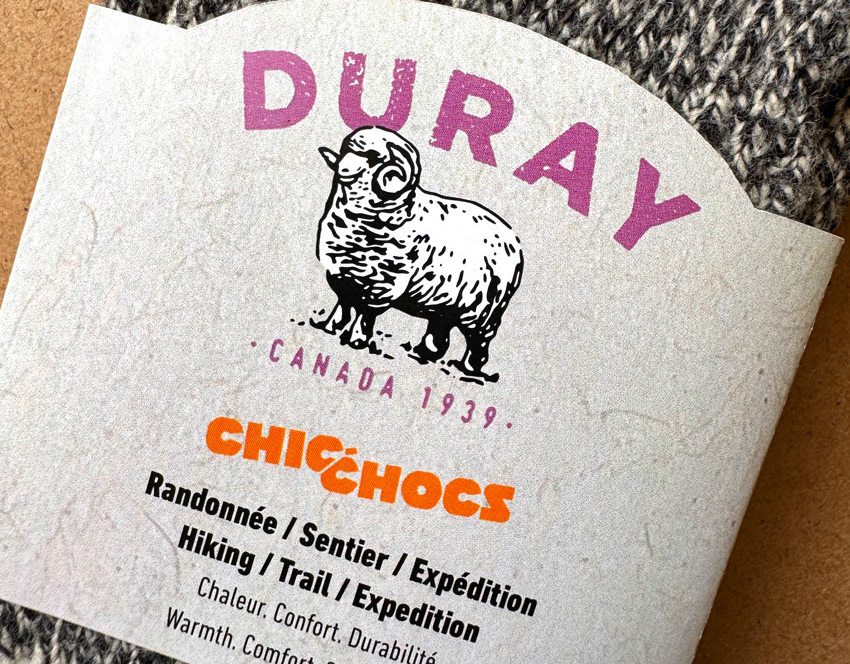 DURAY
· CANADA 1939 ·
CHIC-CHOCS
Randonnée / Sentier / Expédition
Hiking / Trail / Expedition
Chaleur. Confort. Durabilité
Warmth. Comfort.